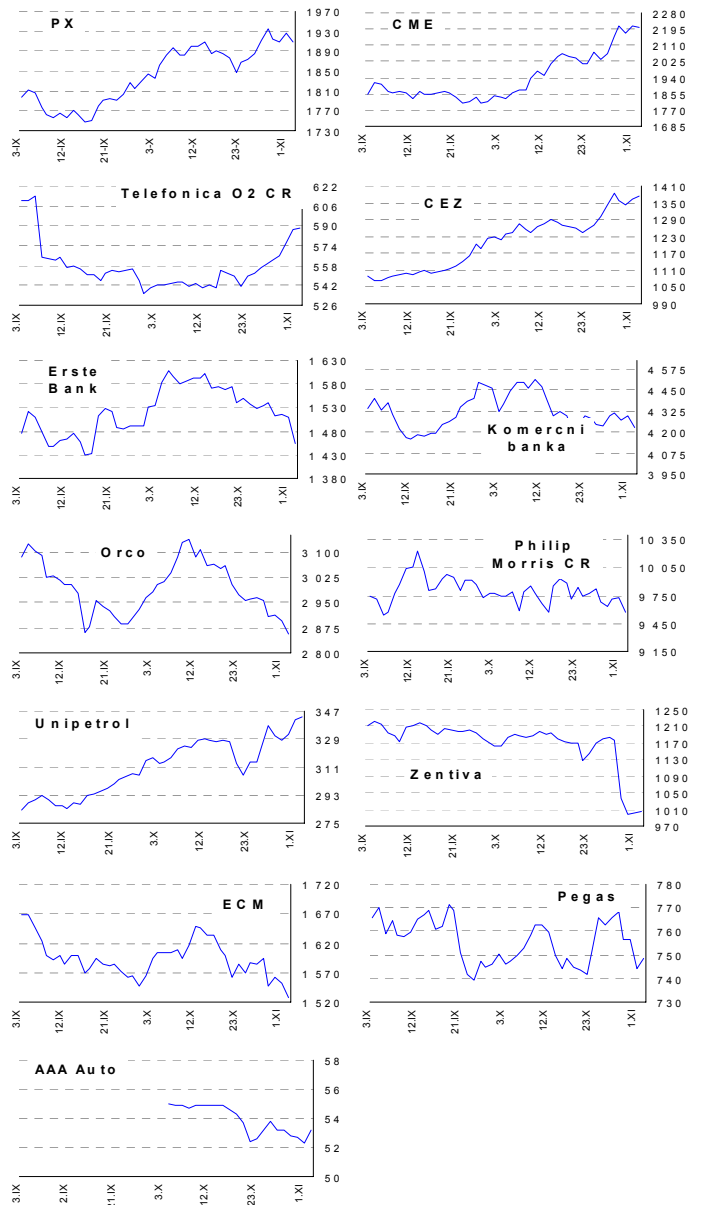 PX
1970
1930
1890
1850
1810
1770
1730
3-IX
12-IX
21-IX
3-X
12-X
23-X
1-XI
CME
2280
2195
2110
2025
1940
1855
1770
1685
3.IX
12.IX
21.IX
3.X
12.X
23.X
1.XI
Telefonica O2 CR
622
606
590
574
558
542
526
3.IX
12.IX
21.IX
3.X
12.X
23.X
1.XI
CEZ
1410
1350
1290
1230
1170
1110
1050
990
3.IX
12.IX
21.IX
3.X
12.X
23.X
1.XI
Erste
Bank
1 630
1 580
1 530
1 480
1 430
1 380
3.IX
12.IX
21.IX
3.X
12.X
23.X
1.XI
Komercni
banka
4 575
4 450
4 325
4 200
4 075
3 950
3.IX
12.IX
21.IX
3.X
12.X
23.X
1.XI
Orco
3 100
3 025
2 950
2 875
2 800
3.IX
12.IX
21.IX
3.X
12.X
23.X
1.XI
Philip
Morris CR
10 350
10 050
9 750
9 450
9 150
3.IX
12.IX
21.IX
3.X
12.X
23.X
1.XI
Unipetrol
347
329
311
293
275
3.IX
12.IX
21.IX
3.X
12.X
23.X
1.XI
Zentiva
1250
1210
1170
1130
1090
1050
1010
970
3.IX
12.IX
21.IX
3.X
12.X
23.X
1.XI
ECM
1 720
1 670
1 620
1 570
1 520
3.IX
12.IX
21.IX
3.X
12.X
23.X
1.XI
Pegas
780
770
760
750
740
730
3.IX
12.IX
21.IX
3.X
12.X
23.X
1.XI
AAA Auto
58
56
54
52
50
3.IX
2.IX
21.IX
3.X
12.X
23.X
1.XI